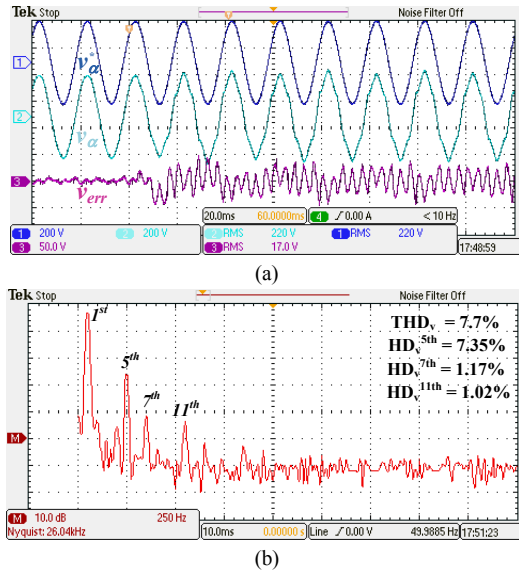 Tek Stop Noise Filter Off
1
v*α
2
vα
3
verr
20.0ms 60.0000ms 4 / 0.00 A < 10 Hz
1 200 V 2 200 V 2 RMS 220 V 1 RMS 220 V
3 50.0 V 3 RMS 17.0 V 17:48:59
(a)
Tek Stop Noise Filter Off
1st
THDv = 7.7%
HDv5th = 7.35%
HDv7th = 1.17%
HDv11th = 1.02%
5th
7th
11th
M
M 10.0 dB 250 Hz
Nyquist: 26.04kHz 10.0ms 0.00000 s Line / 0.00 V 49.9885Hz 17:51:23
(b)